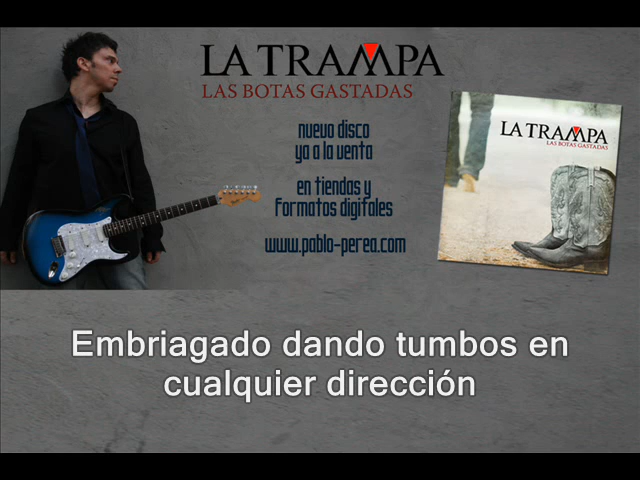 LA TRAMPA
LAS BOTAS GASTADAS
nuevo disco
ya a la venta
en tiendas y
formatos digitales
www.pablo-perea.com
LA TRAMPA
LAS BOTAS GASTADAS
Embriagado dando tumbos en
cualquier dirección